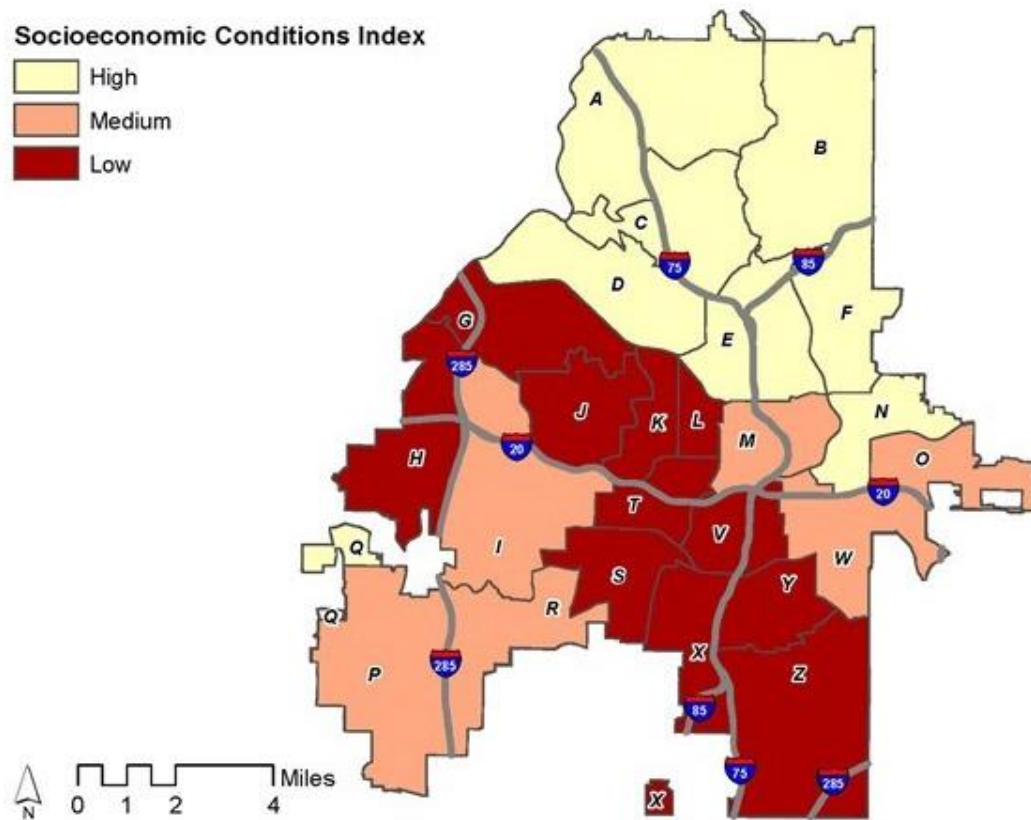 Socioeconomic Conditions Index
High
Medium
Low
A
B
C
75
85
D
F
E
G
285
N
J
K
L
M
H
20
O
20
T
V
I
Q
S
W
Y
R
Q
P
285
X
Z
85
75
285
X
Miles
0 1 2 4
N